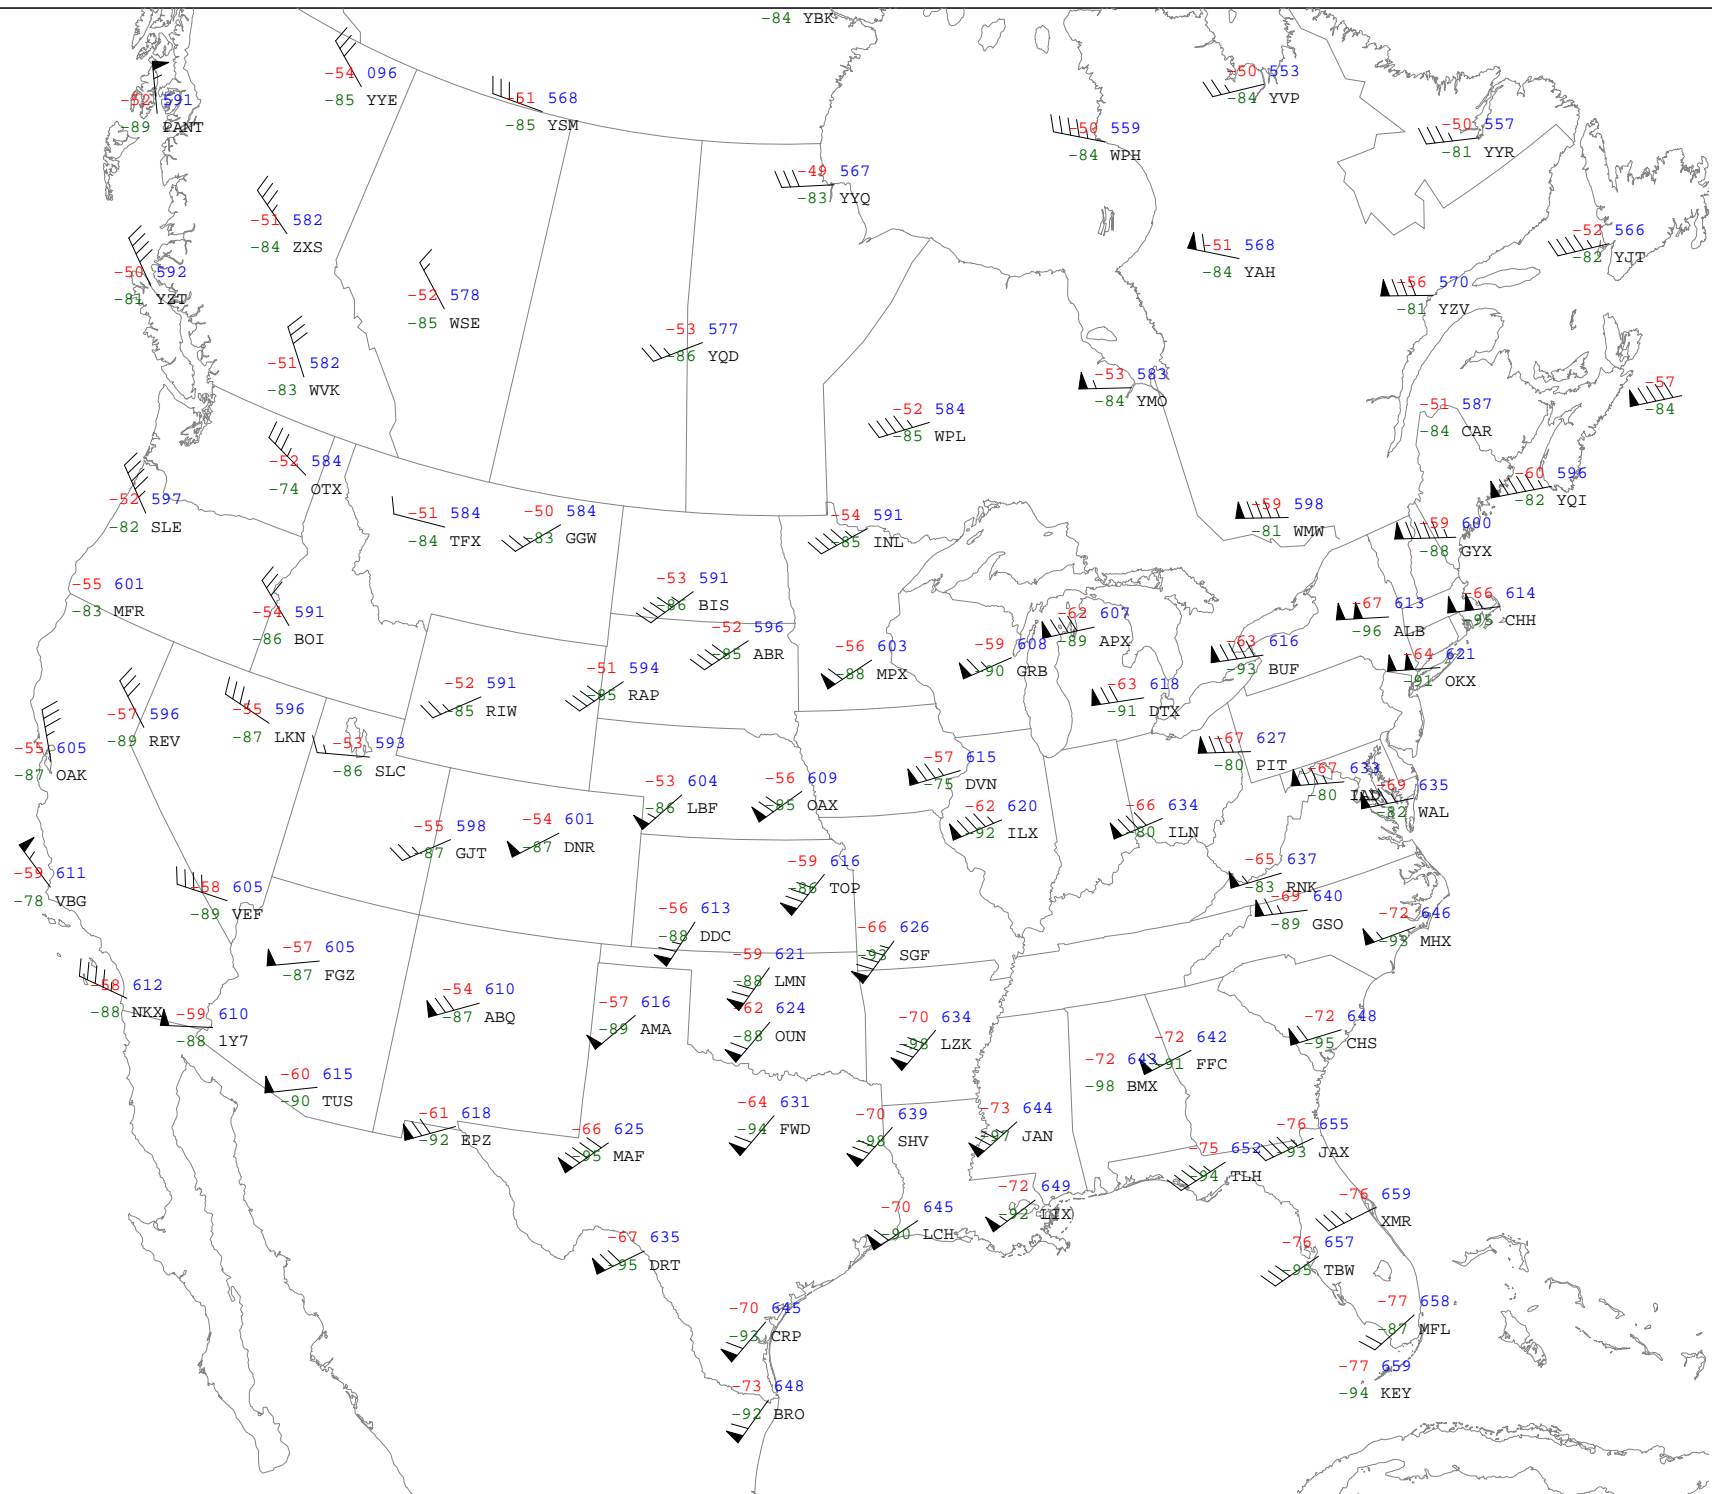 -84 YBK
-54 096
-85 YYE
-52 591
-89 PANT
-51 568
-85 YSM
-50 553
-84 YVP
-50 559
-84 WPH
-50 557
-81 YYR
-49 567
-83 YYQ
-51 582
-84 ZXS
-52 566
-82 YJT
-51 568
-84 YAH
-50 592
-81 YZT
-52 578
-85 WSE
-56 570
-81 YZV
-53 577
-86 YQD
-51 582
-83 WVK
-53 583
-84 YMO
-57
-84
-52 584
-85 WPL
-51 587
-84 CAR
-52 584
-74 OTX
-60 596
-82 YQI
-52 597
-82 SLE
-51 584
-84 TFX
-50 584
-83 GGW
-54 591
-85 INL
-59 598
-81 WMW
-59 600
-88 GYX
-55 601
-83 MFR
-53 591
-86 BIS
-66 614
-95 CHH
-54 591
-86 BOI
-62 607
-89 APX
-67 613
-96 ALB
-52 596
-85 ABR
-56 603
-88 MPX
-59 608
-90 GRB
-63 616
-93 BUF
-64 621
-91 OKX
-51 594
-85 RAP
-52 591
-85 RIW
-63 618
-91 DTX
-57 596
-89 REV
-55 596
-87 LKN
-53 593
-86 SLC
-55 605
-87 OAK
-67 627
-80 PIT
-57 615
-75 DVN
-67 633
-80 IAD
-53 604
-86 LBF
-56 609
-85 OAX
-69 635
-82 WAL
-62 620
-92 ILX
-66 634
-80 ILN
-55 598
-87 GJT
-54 601
-87 DNR
-59 611
-78 VBG
-59 616
-86 TOP
-65 637
-83 RNK
-58 605
-89 VEF
-69 640
-89 GSO
-56 613
-88 DDC
-72 646
-93 MHX
-66 626
-93 SGF
-57 605
-87 FGZ
-59 621
-88 LMN
-58 612
-88 NKX
-54 610
-87 ABQ
-57 616
-89 AMA
-59 610
-88 1Y7
-62 624
-88 OUN
-70 634
-98 LZK
-72 648
-95 CHS
-72 642
-91 FFC
-72 643
-98 BMX
-60 615
-90 TUS
-61 618
-92 EPZ
-64 631
-94 FWD
-70 639
-98 SHV
-73 644
-97 JAN
-66 625
-95 MAF
-76 655
-93 JAX
-75 652
-94 TLH
-72 649
-92 LIX
-76 659
XMR
-70 645
-90 LCH
-67 635
-95 DRT
-76 657
-95 TBW
-70 645
-93 CRP
-77 658
-87 MFL
-77 659
-94 KEY
-73 648
-92 BRO